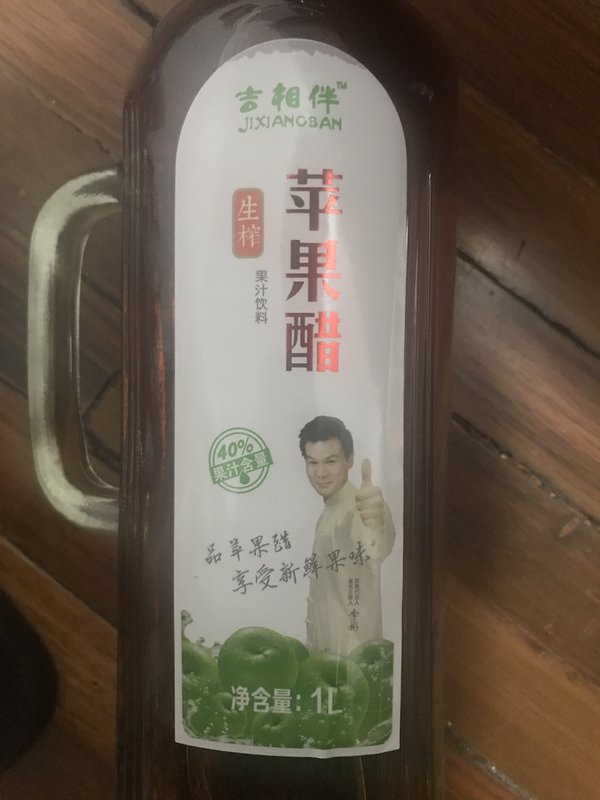 吉相伴™
JIXIANGBAN
苹果醋
生榨
果汁饮料
40%
果汁含量
品苹果醋
享受新鲜果味
净含量：1L